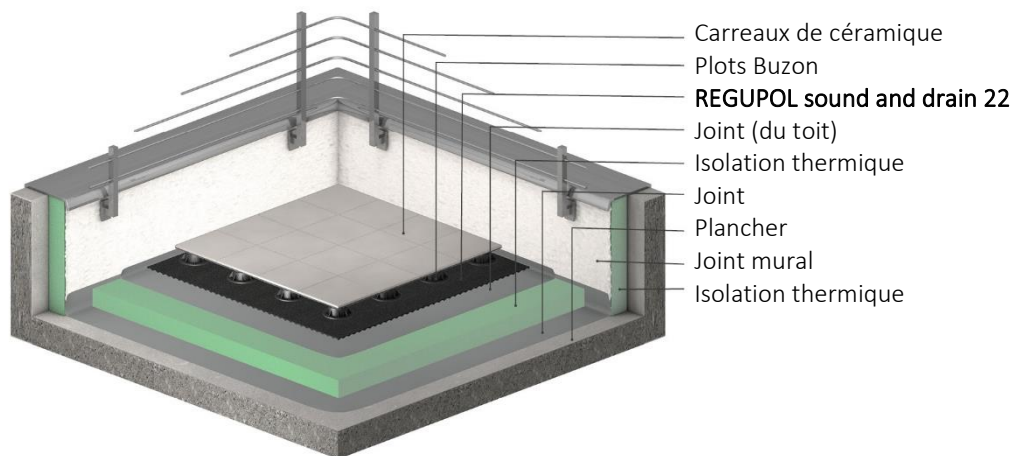 Carreaux de céramique
Plots Buzon
REGUPOL sound and drain 22
Joint (du toit)
Isolation thermique
Joint
Plancher
Joint mural
Isolation thermique